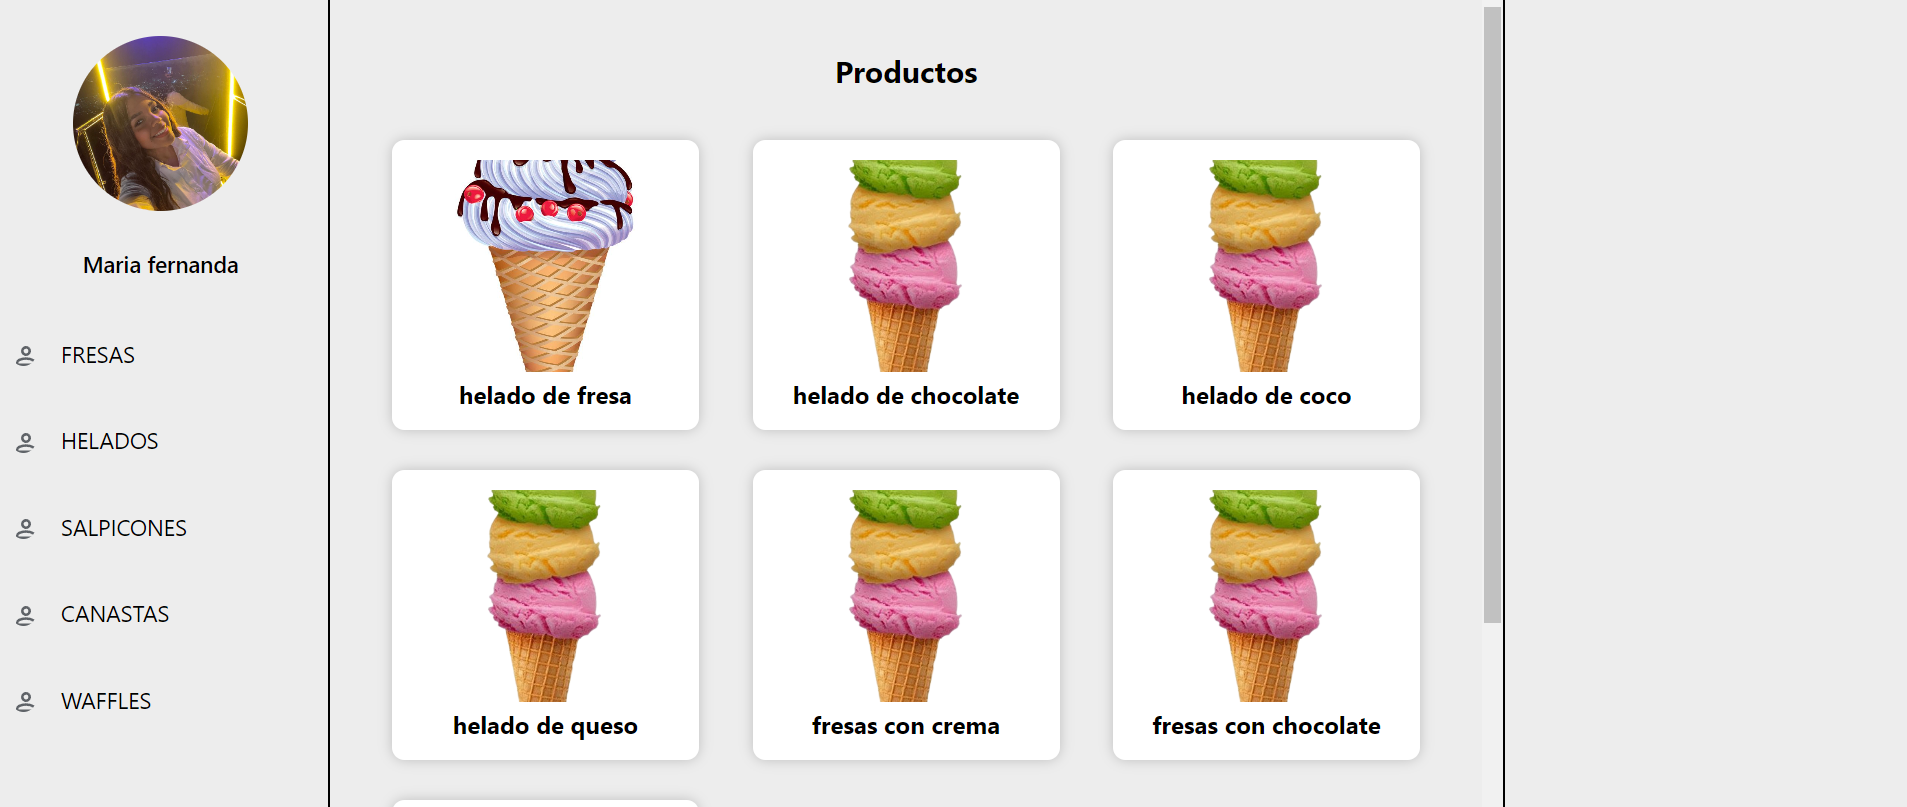 Maria fernanda
FRESAS
HELADOS
SALPICONES
CANASTAS
WAFFLES
Productos
helado de fresa
helado de chocolate
helado de coco
helado de queso
fresas con crema
fresas con chocolate